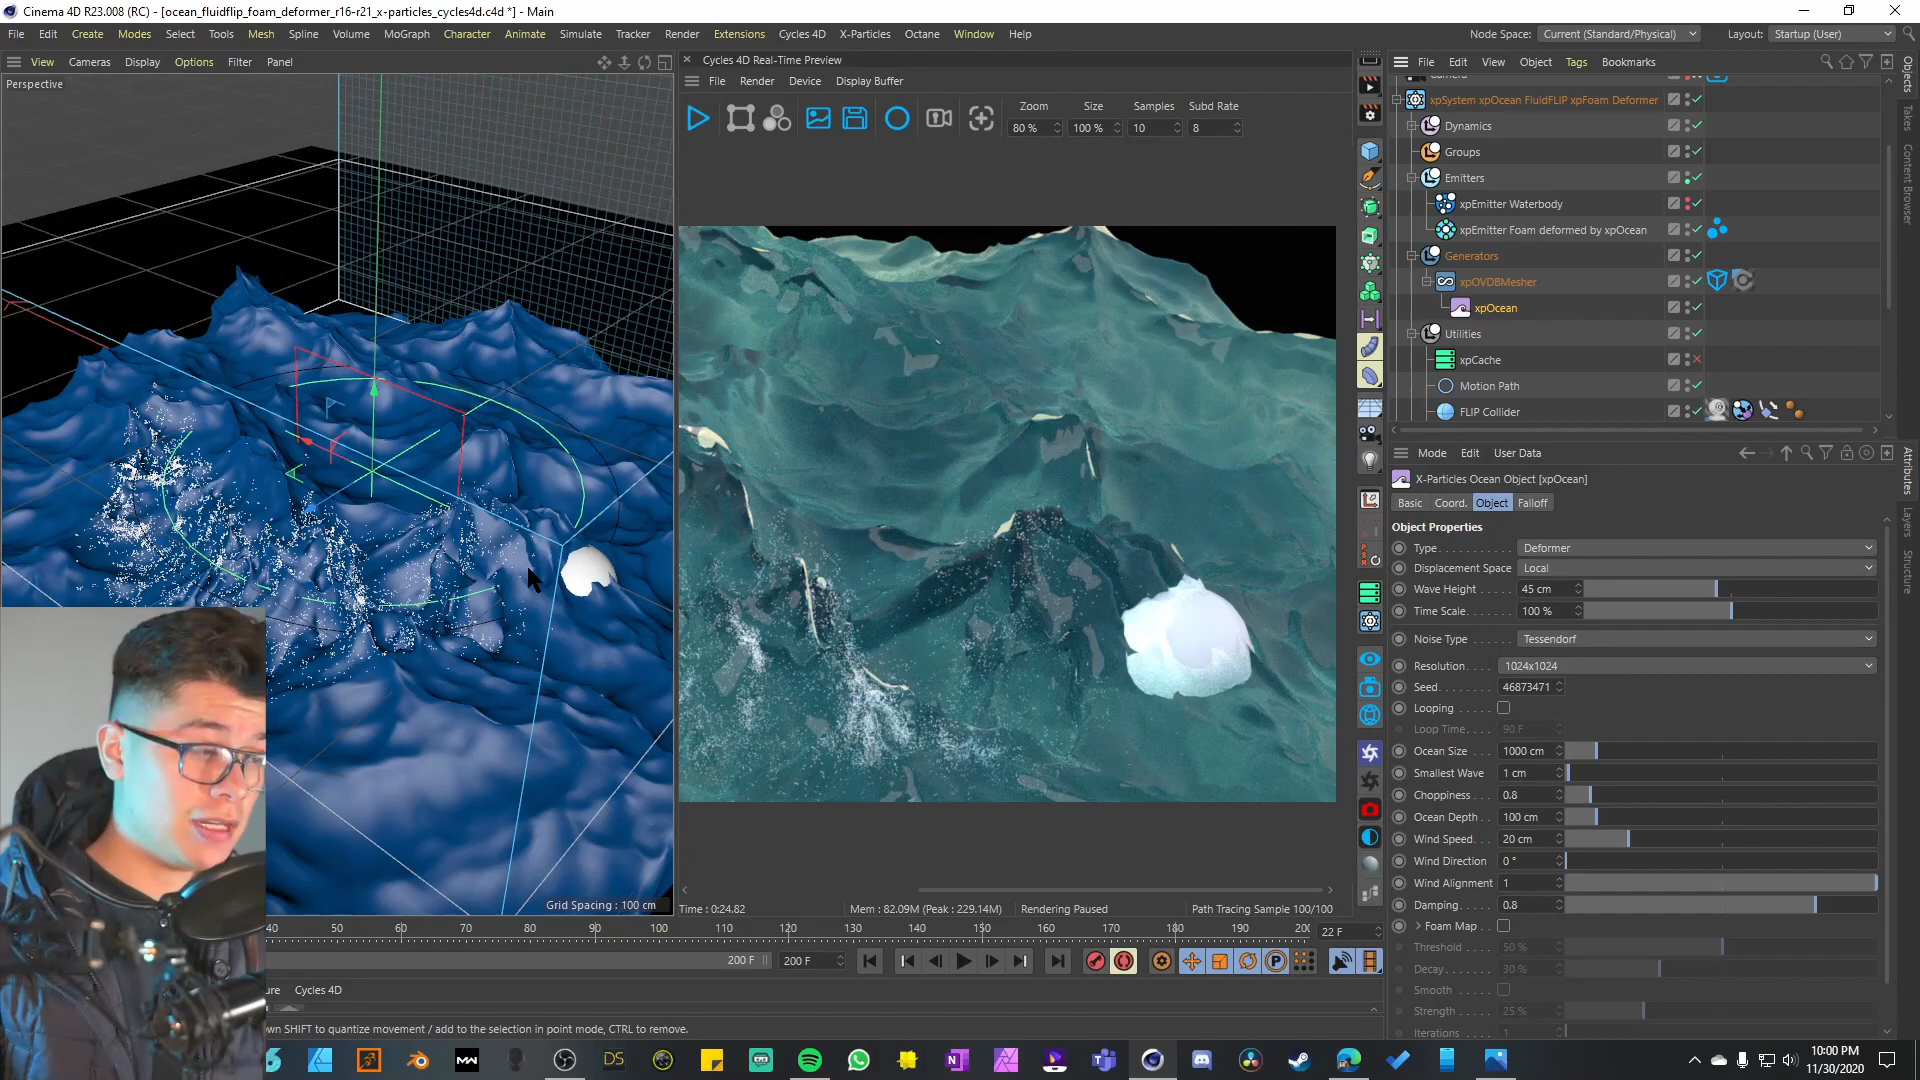 Cinema 4D R23.008 (RC) - [ocean_fluidflip_foam_deformer_r16-r21_x-particles_cycles4d.c4d *] - Main
File Edit Create Modes Select Tools Mesh Spline Volume MoGraph Character Animate Simulate Tracker Render Extensions Cycles 4D X-Particles Octane Window Help
Node Space: Current (Standard/Physical) Layout: Startup (User)
View Cameras Display Options Filter Panel
Perspective
Grid Spacing : 100 cm
Cycles 4D Real-Time Preview
File Render Device Display Buffer
Zoom Size Samples Subd Rate
80 % 100 % 10 8
Time : 0:24.82 Mem : 82.09M (Peak : 229.14M) Rendering Paused Path Tracing Sample 100/100
File Edit View Object Tags Bookmarks
xpSystem xpOcean FluidFLIP xpFoam Deformer
Dynamics
Groups
Emitters
xpEmitter Waterbody
xpEmitter Foam deformed by xpOcean
Generators
xpOVDBMesher
xpOcean
Utilities
xpCache
Motion Path
FLIP Collider
Objects
Takes
Content Browser
Attributes
Layers
Structure
Mode Edit User Data
X-Particles Ocean Object [xpOcean]
Basic Coord. Object Falloff
Object Properties
Type Deformer
Displacement Space Local
Wave Height 45 cm
Time Scale 100 %
Noise Type Tessendorf
Resolution 1024x1024
Seed 46873471
Looping
Loop Time 90 F
Ocean Size 1000 cm
Smallest Wave 1 cm
Choppiness 0.8
Ocean Depth 100 cm
Wind Speed 20 cm
Wind Direction 0 °
Wind Alignment 1
Damping 0.8
Foam Map
Threshold 50 %
Decay 30 %
Smooth
Strength 25 %
Iterations 1
40 50 60 70 80 90 100 110 120 130 140 150 160 170 180 190 200 22 F
200 F 200 F
ure Cycles 4D
own SHIFT to quantize movement / add to the selection in point mode, CTRL to remove.
10:00 PM
11/30/2020